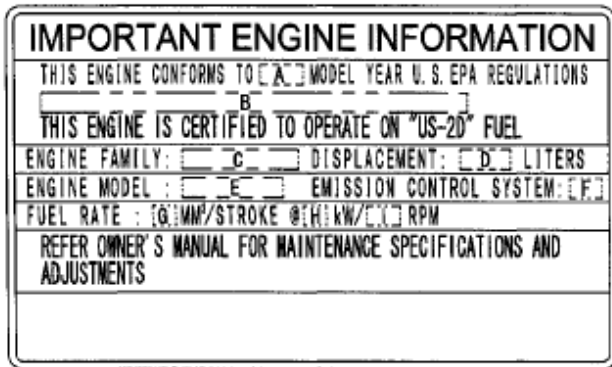 IMPORTANT ENGINE INFORMATION
THIS ENGINE CONFORMS TO [A] MODEL YEAR U.S. EPA REGULATIONS
[B]
THIS ENGINE IS CERTIFIED TO OPERATE ON "US-2D" FUEL
ENGINE FAMILY: [C] DISPLACEMENT: [D] LITERS
ENGINE MODEL : [E] EMISSION CONTROL SYSTEM: [F]
FUEL RATE : [G] MM³/STROKE @ [H] kW/[I] RPM
REFER OWNER'S MANUAL FOR MAINTENANCE SPECIFICATIONS AND
ADJUSTMENTS